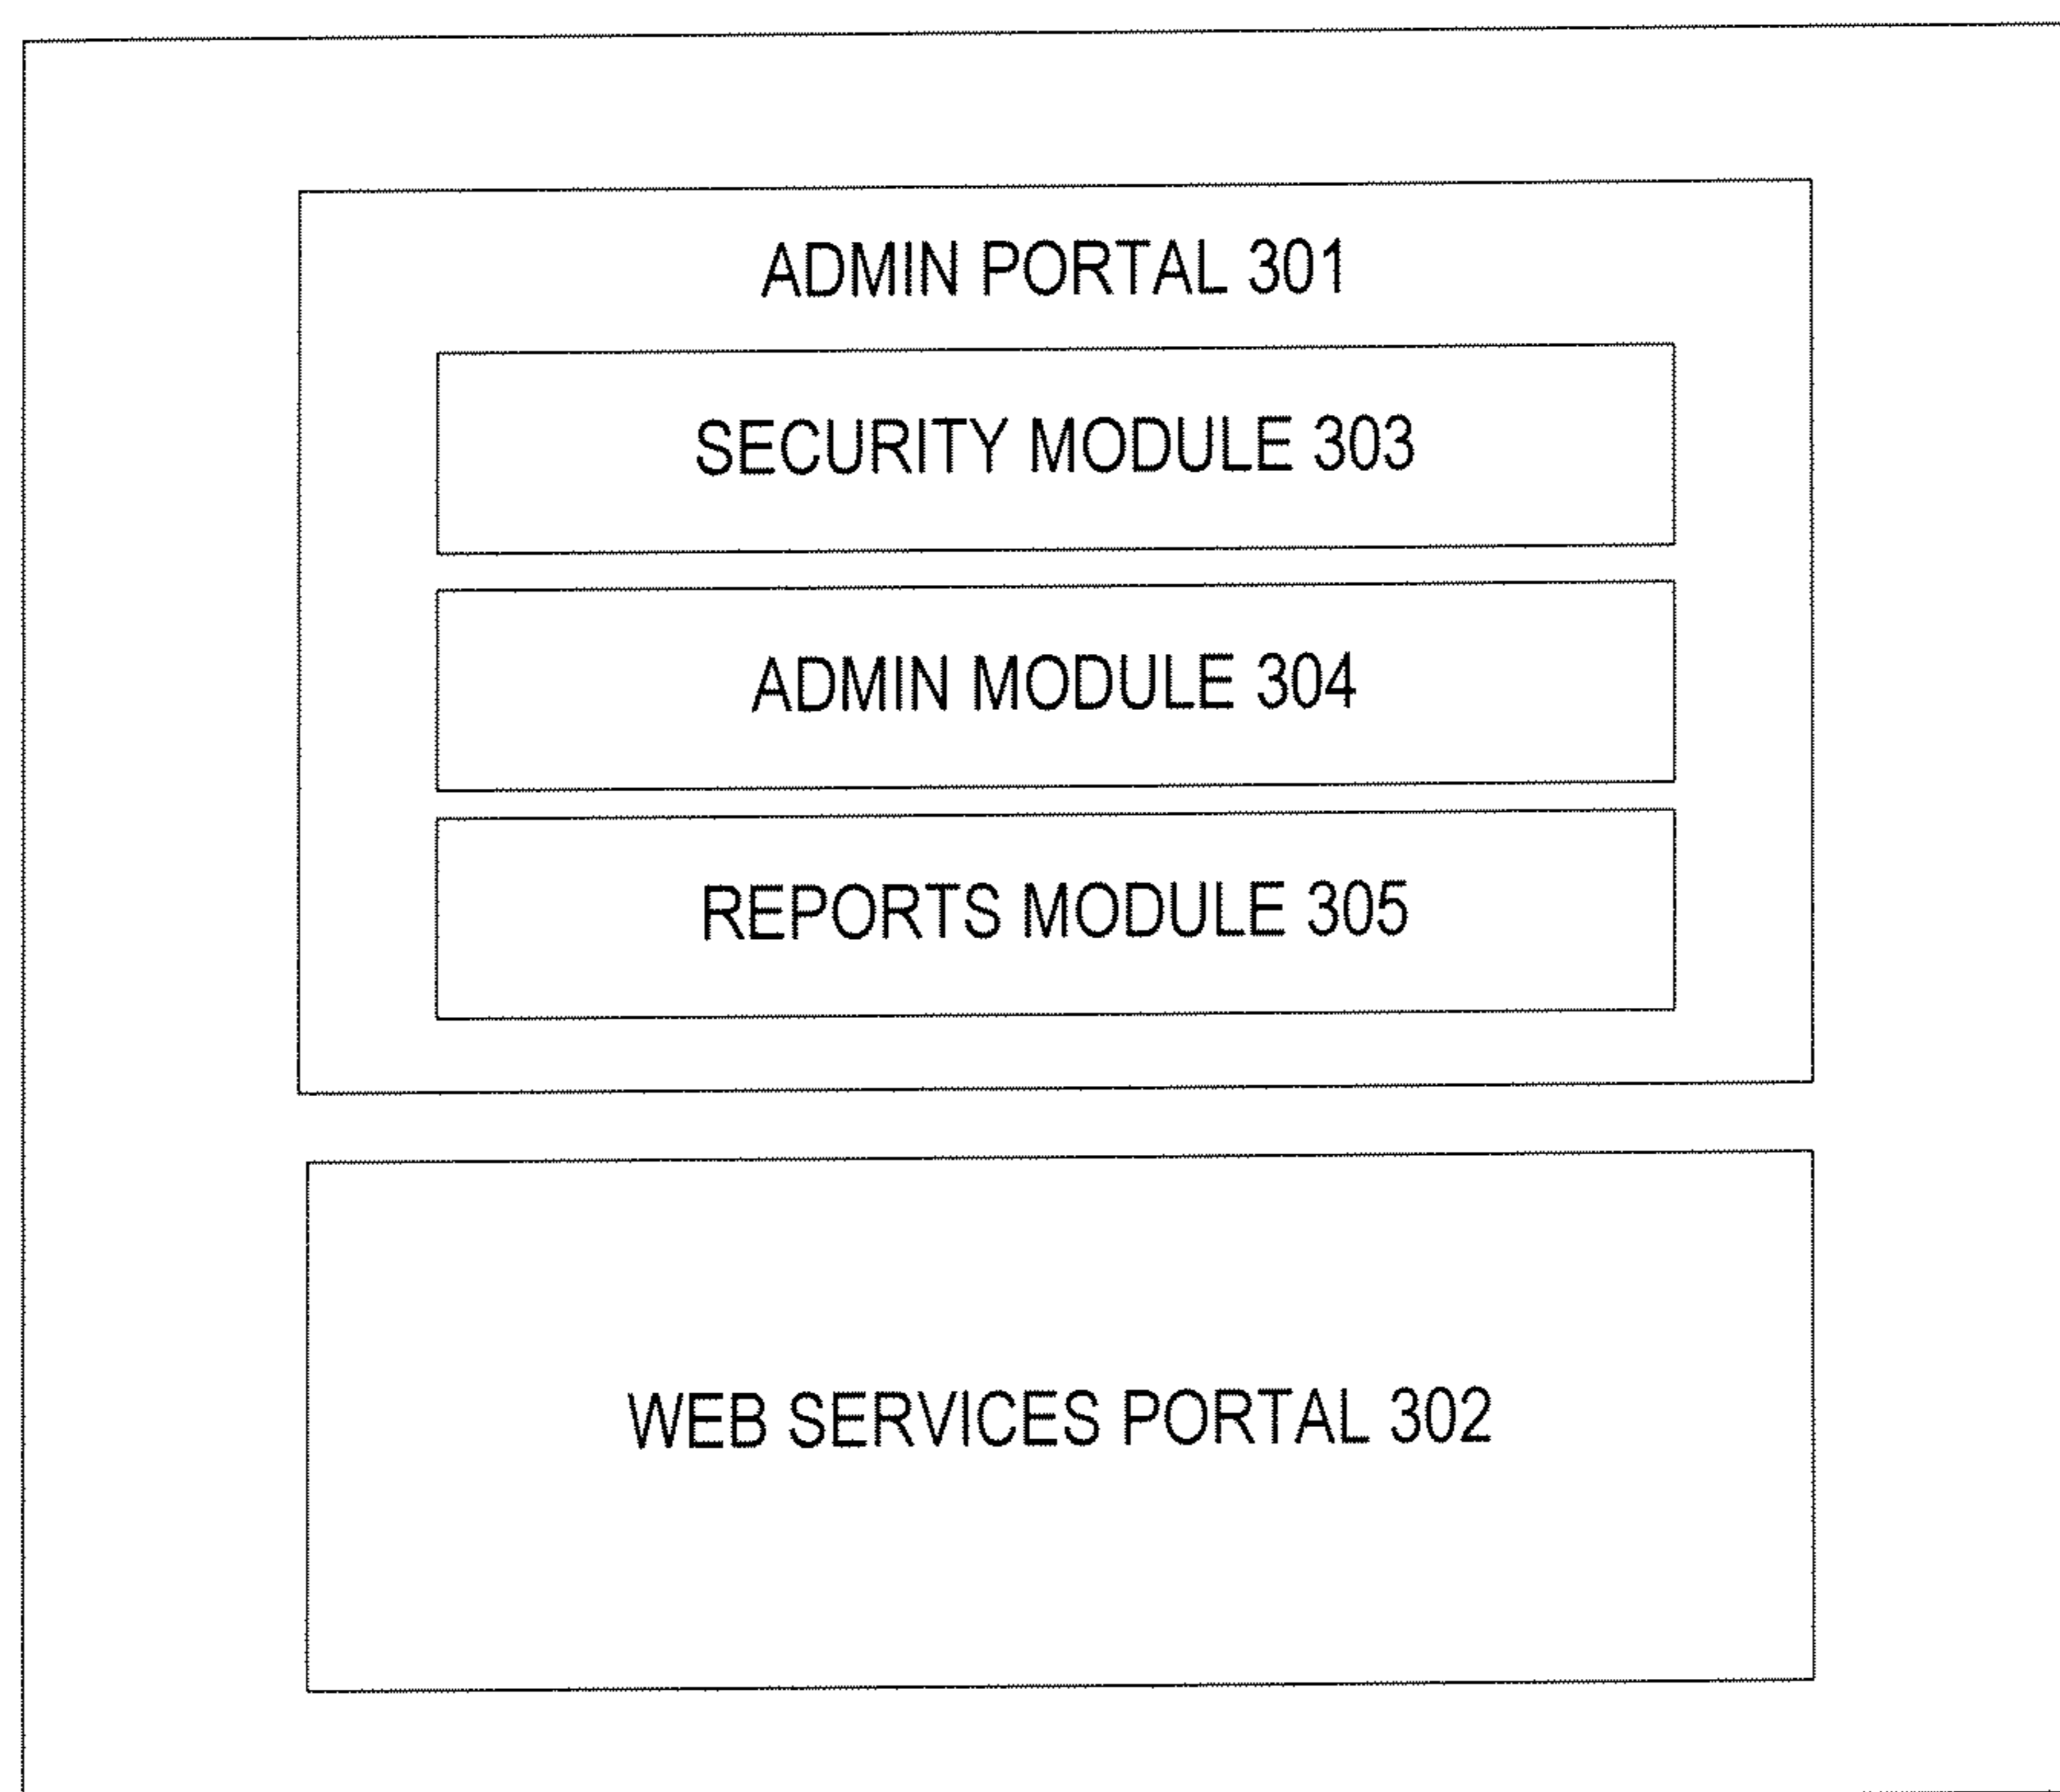 ADMIN PORTAL 301
SECURITY MODULE 303
ADMIN MODULE 304
REPORTS MODULE 305
WEB SERVICES PORTAL 302